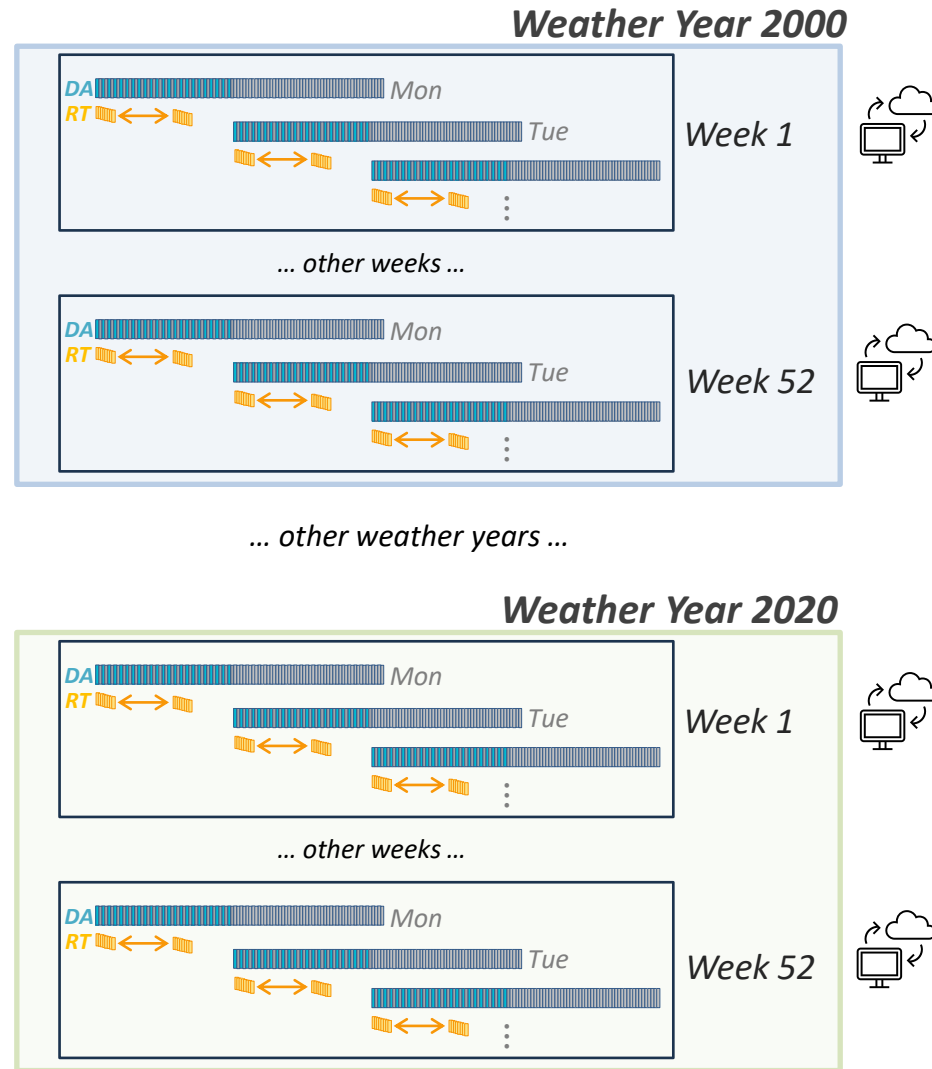 Weather Year 2000
DA Mon
RT
Tue
Week 1
… other weeks …
DA Mon
RT
Tue
Week 52
… other weather years …
Weather Year 2020
DA Mon
RT
Tue
Week 1
… other weeks …
DA Mon
RT
Tue
Week 52